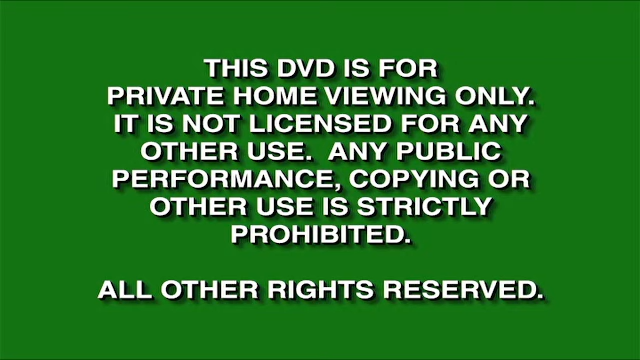 THIS DVD IS FOR
PRIVATE HOME VIEWING ONLY.
IT IS NOT LICENSED FOR ANY
OTHER USE.  ANY PUBLIC
PERFORMANCE, COPYING OR
OTHER USE IS STRICTLY
PROHIBITED.
ALL OTHER RIGHTS RESERVED.